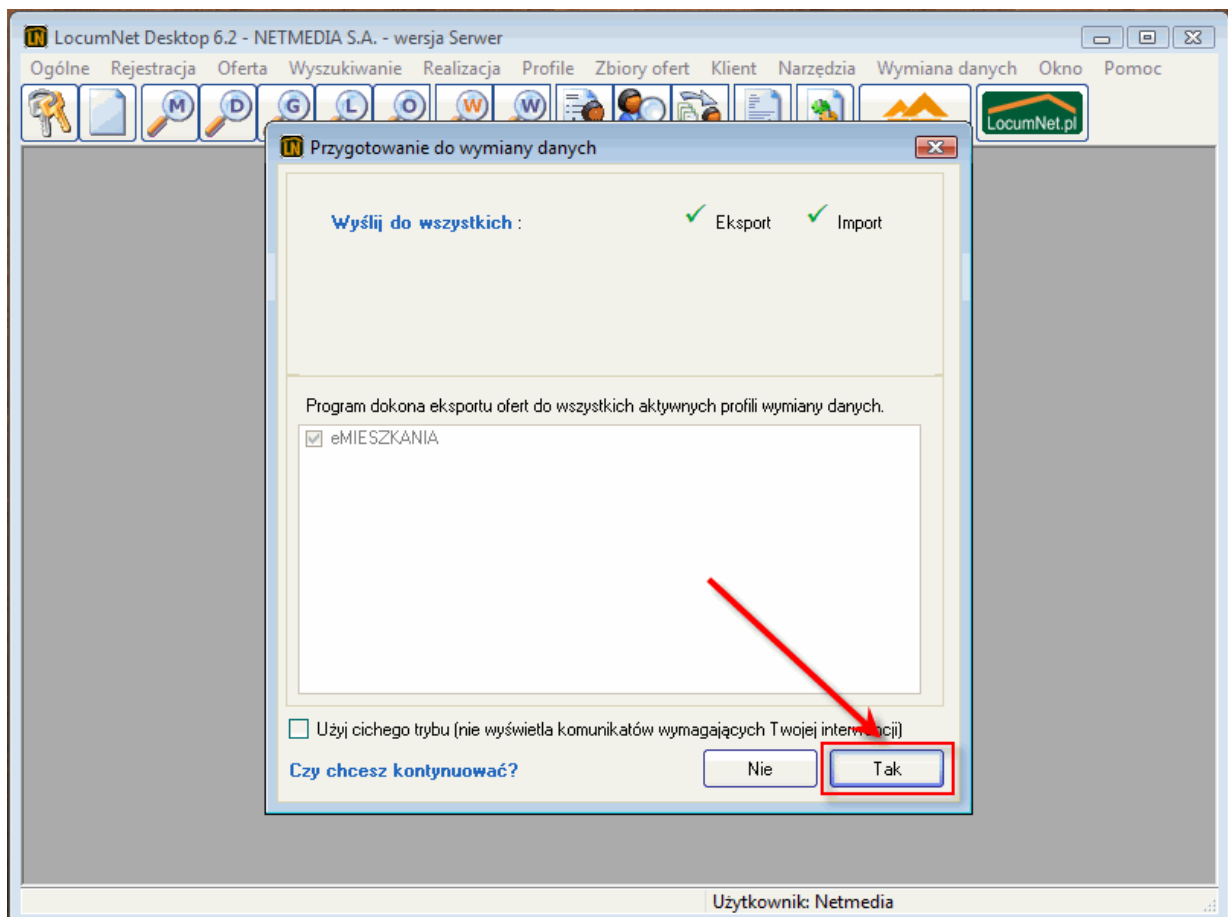 LocumNet Desktop 6.2 - NETMEDIA S.A. - wersja Serwer
Ogólne Rejestracja Oferta Wyszukiwanie Realizacja Profile Zbiory ofert Klient Narzędzia Wymiana danych Okno Pomoc
M D G L O W W LocumNet.pl
Przygotowanie do wymiany danych
Wyślij do wszystkich : Eksport Import
Program dokona eksportu ofert do wszystkich aktywnych profili wymiany danych.
eMIESZKANIA
Użyj cichego trybu (nie wyświetla komunikatów wymagających Twojej interwencji)
Czy chcesz kontynuować? Nie Tak
Użytkownik: Netmedia